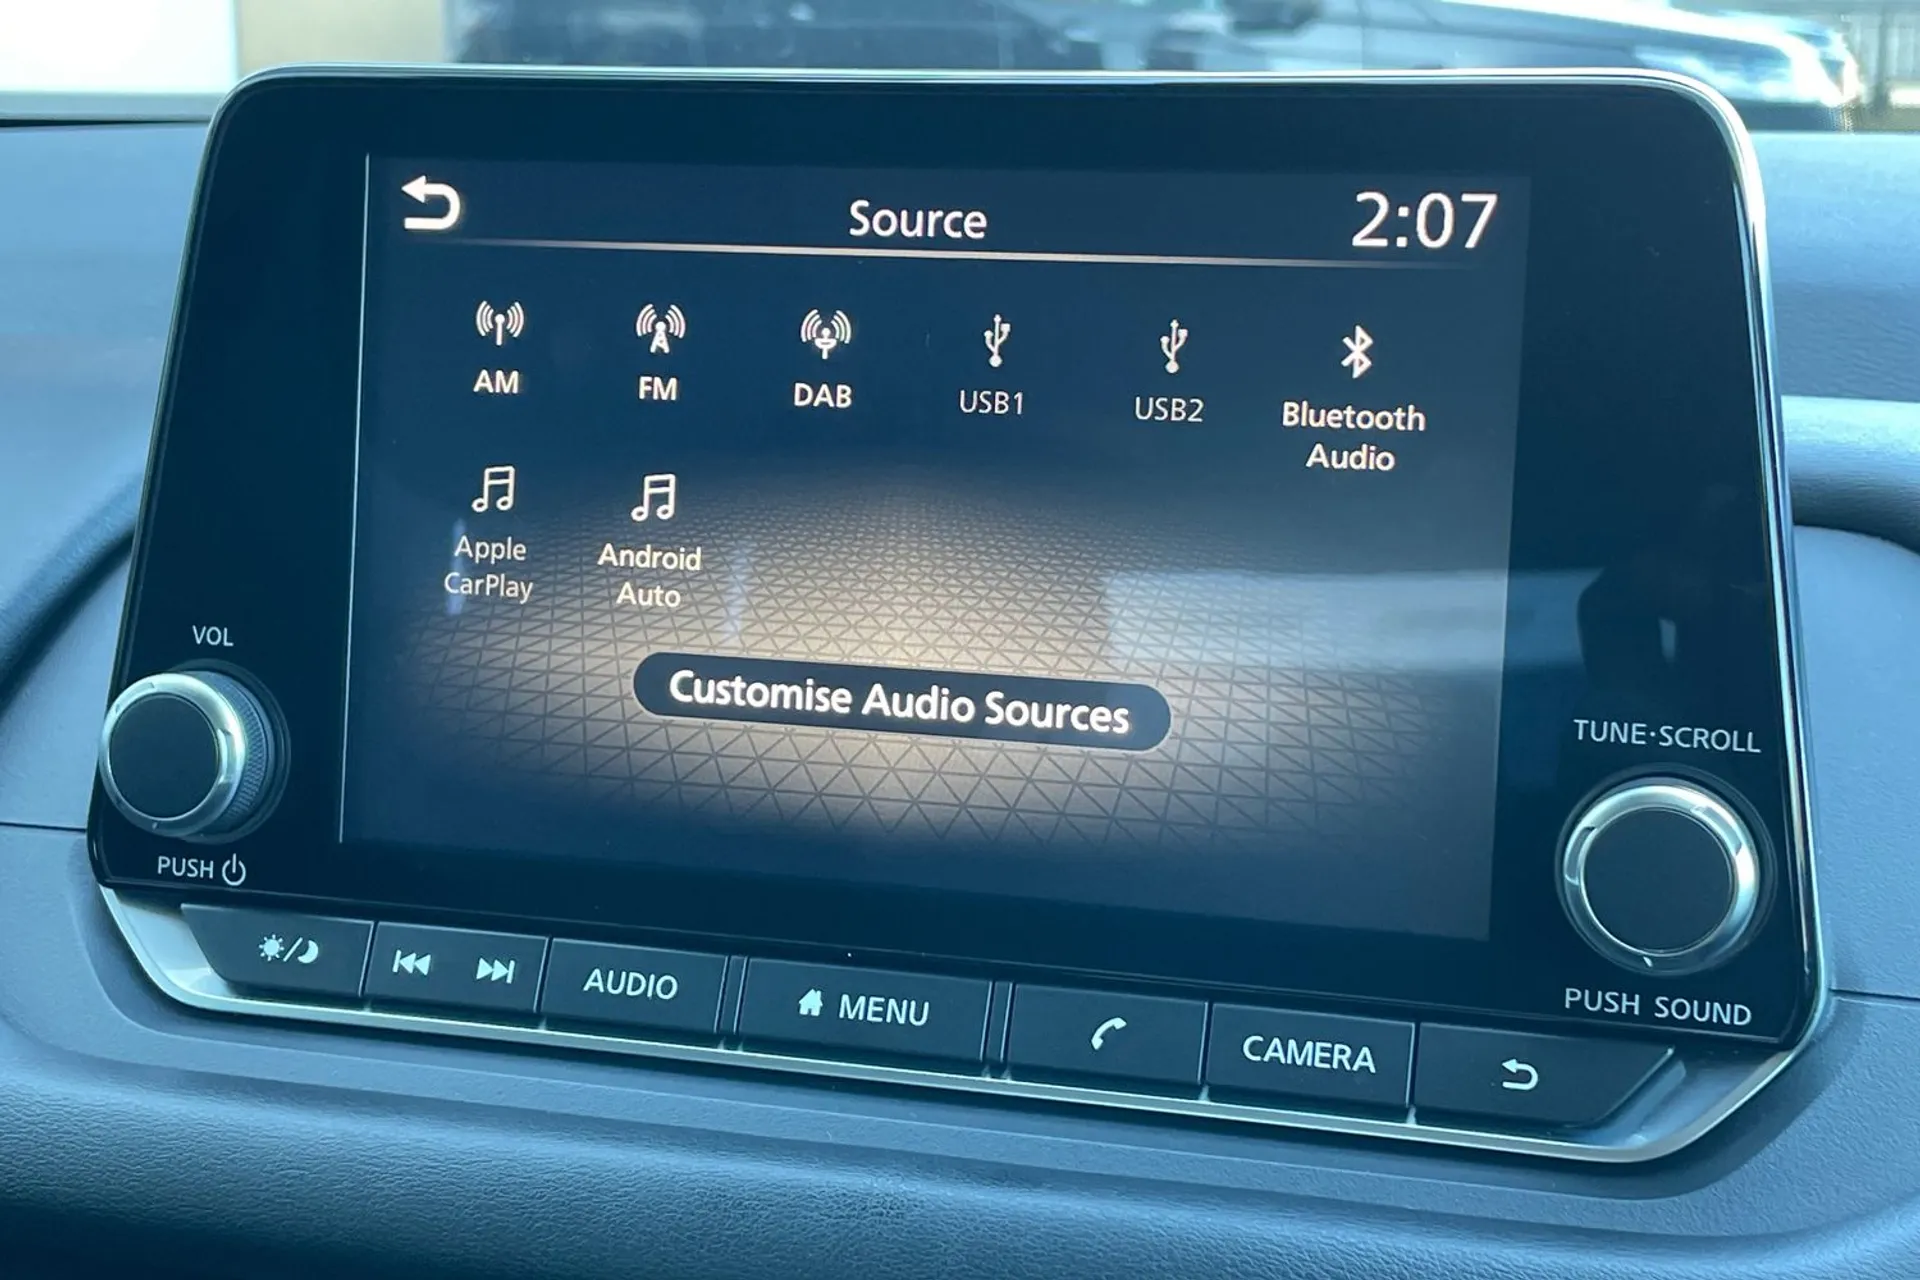 Source
2:07
AM
FM
DAB
USB1
USB2
Bluetooth
Audio
Apple
CarPlay
Android
Auto
Customise Audio Sources
VOL
PUSH
TUNE·SCROLL
PUSH SOUND
AUDIO
MENU
CAMERA